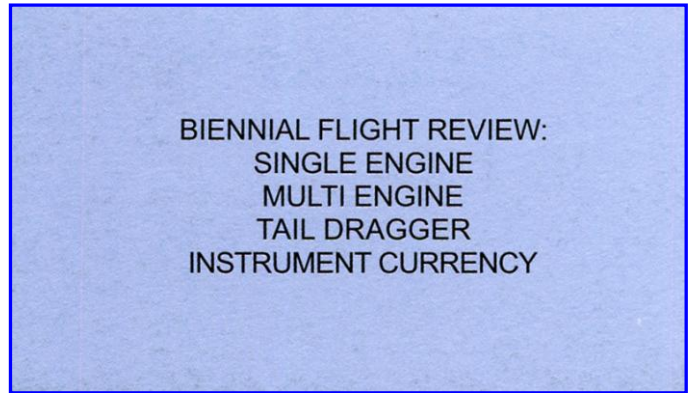 BIENNIAL FLIGHT REVIEW:
SINGLE ENGINE
MULTI ENGINE
TAIL DRAGGER
INSTRUMENT CURRENCY